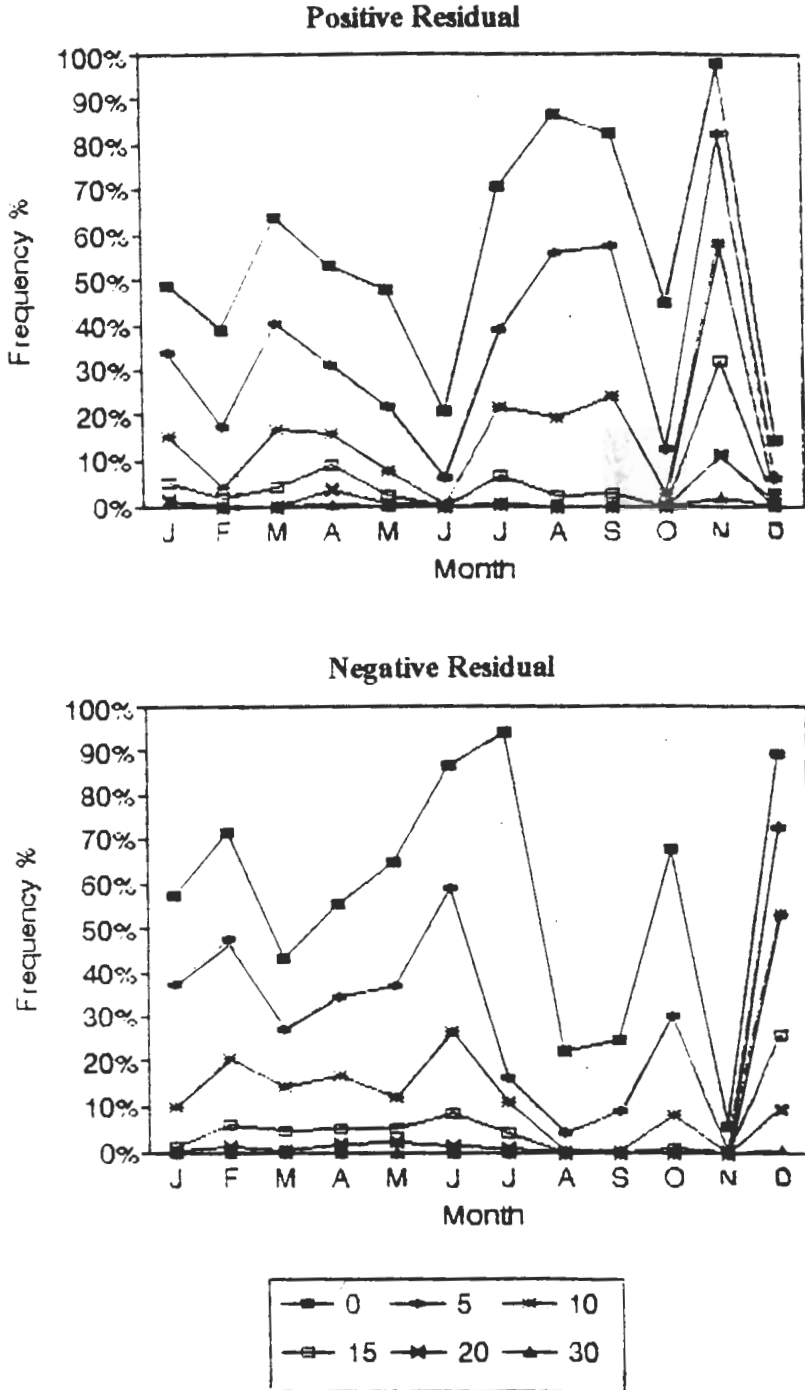 Positive Residual
100%
90%
80%
70%
60%
50%
40%
30%
20%
10%
0%
Frequency %
J F M A M J J A S O N D
Month
Negative Residual
100%
90%
80%
70%
60%
50%
40%
30%
20%
10%
0%
Frequency %
J F M A M J J A S O N D
Month
0 5 10
15 20 30